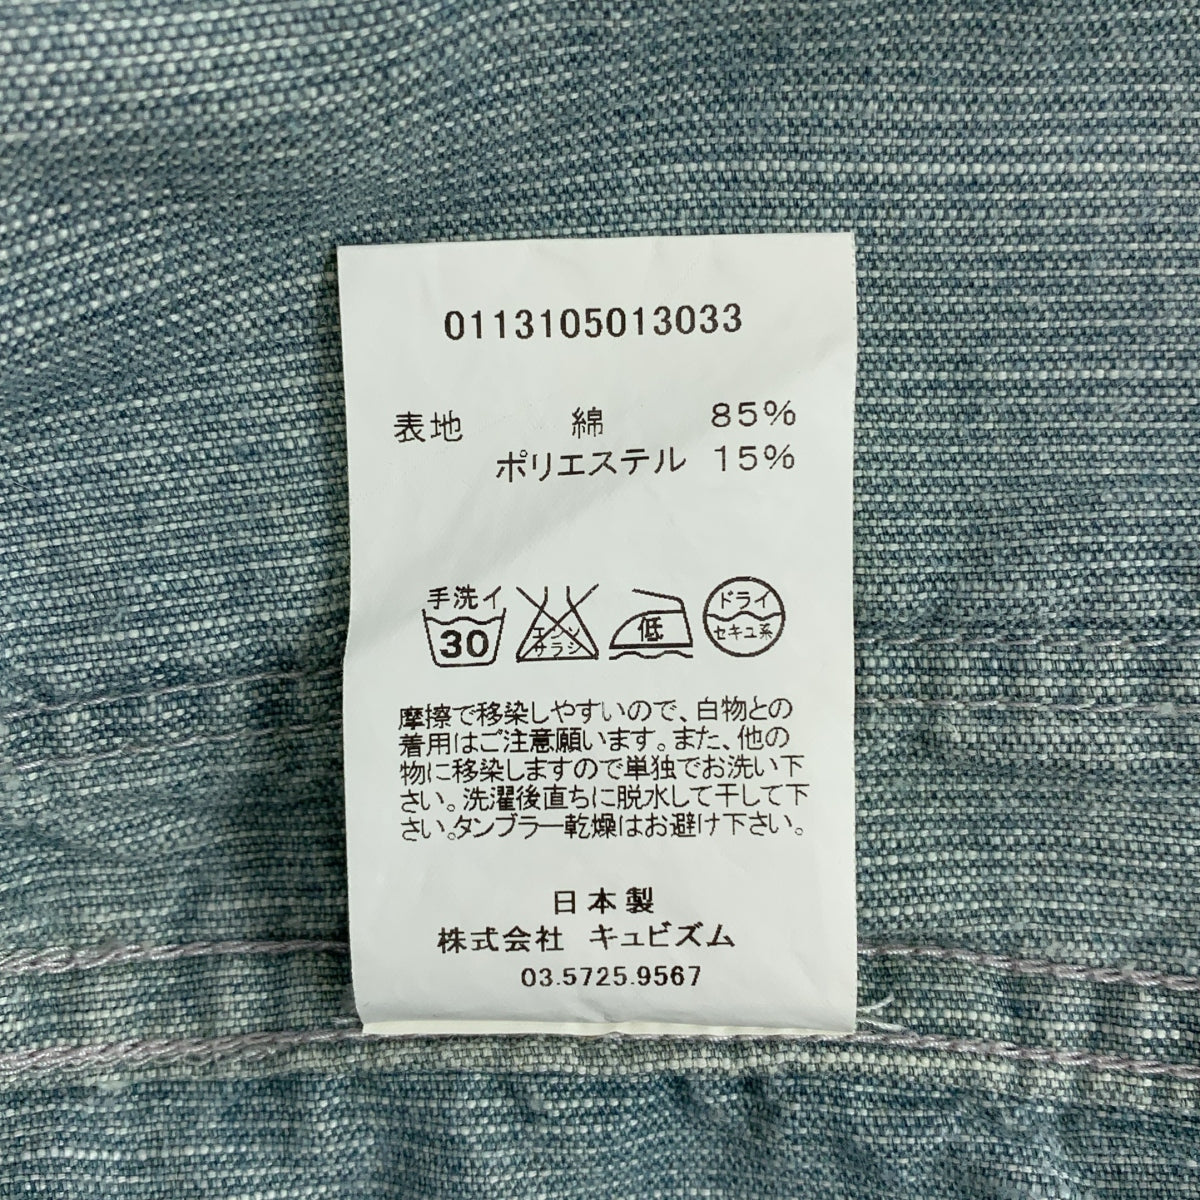 0113105013033
表地 綿 85%
ポリエステル 15%
手洗イ
30
エンソ
サラシ
低
ドライ
セキユ系
摩擦で移染しやすいので、白物との
着用はご注意願います。また、他の
物に移染しますので単独でお洗い下
さい。洗濯後直ちに脱水して干して下
さい。タンブラー乾燥はお避け下さい。
日本製
株式会社 キュビズム
03.5725.9567